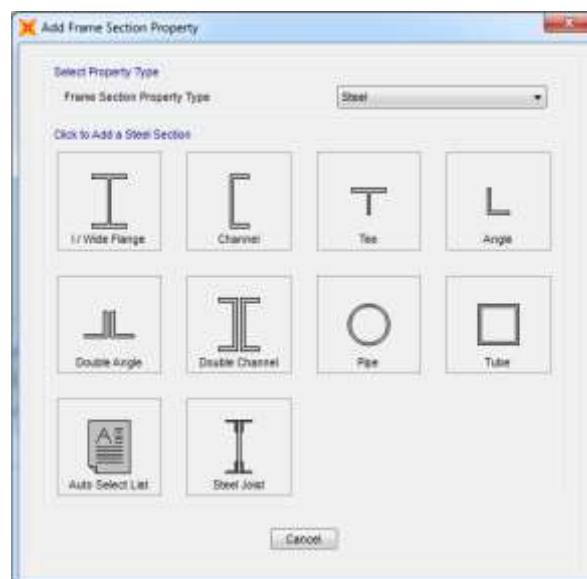 Add Frame Section Property
Select Property Type
Frame Section Property Type Steel
Click to Add a Steel Section
I / Wide Flange Channel Tee Angle
Double Angle Double Channel Pipe Tube
Auto Select List Steel Joist
Cancel